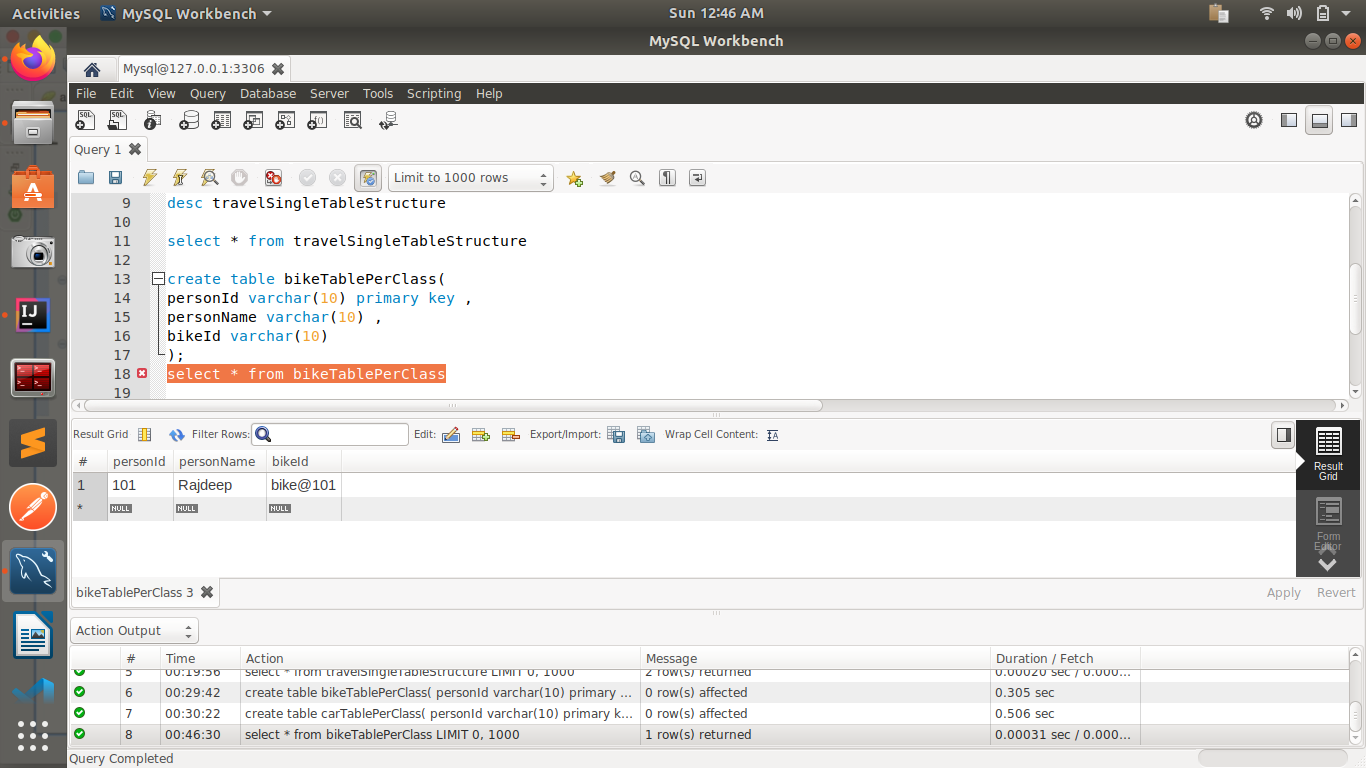 Activities MySQL Workbench Sun 12:46 AM
MySQL Workbench
Mysql@127.0.0.1:3306
File Edit View Query Database Server Tools Scripting Help
Query 1
Limit to 1000 rows
9 desc travelSingleTableStructure
10
11 select * from travelSingleTableStructure
12
13 create table bikeTablePerClass(
14 personId varchar(10) primary key ,
15 personName varchar(10) ,
16 bikeId varchar(10)
17 );
18 select * from bikeTablePerClass
19
Result Grid Filter Rows: Edit: Export/Import: Wrap Cell Content:
# personId personName bikeId
1 101 Rajdeep bike@101
* NULL NULL NULL
Result
Grid
Form
Editor
bikeTablePerClass 3 Apply Revert
Action Output
# Time Action Message Duration / Fetch
5 00:19:56 select * from travelSingleTableStructure LIMIT 0, 1000 2 row(s) returned 0.00020 sec / 0.000...
6 00:29:42 create table bikeTablePerClass( personId varchar(10) primary ... 0 row(s) affected 0.305 sec
7 00:30:22 create table carTablePerClass( personId varchar(10) primary k... 0 row(s) affected 0.506 sec
8 00:46:30 select * from bikeTablePerClass LIMIT 0, 1000 1 row(s) returned 0.00031 sec / 0.000...
Query Completed